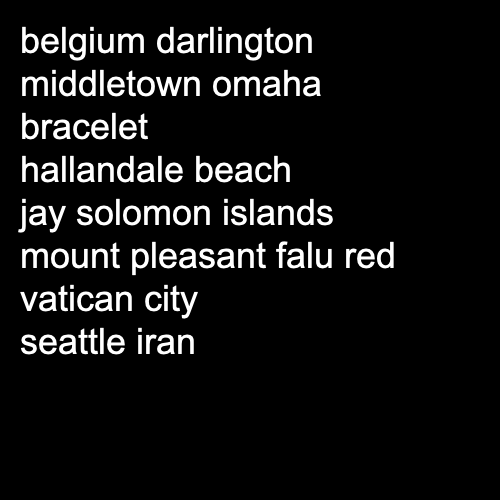 belgium darlington
middletown omaha
bracelet
hallandale beach
jay solomon islands
mount pleasant falu red
vatican city
seattle iran